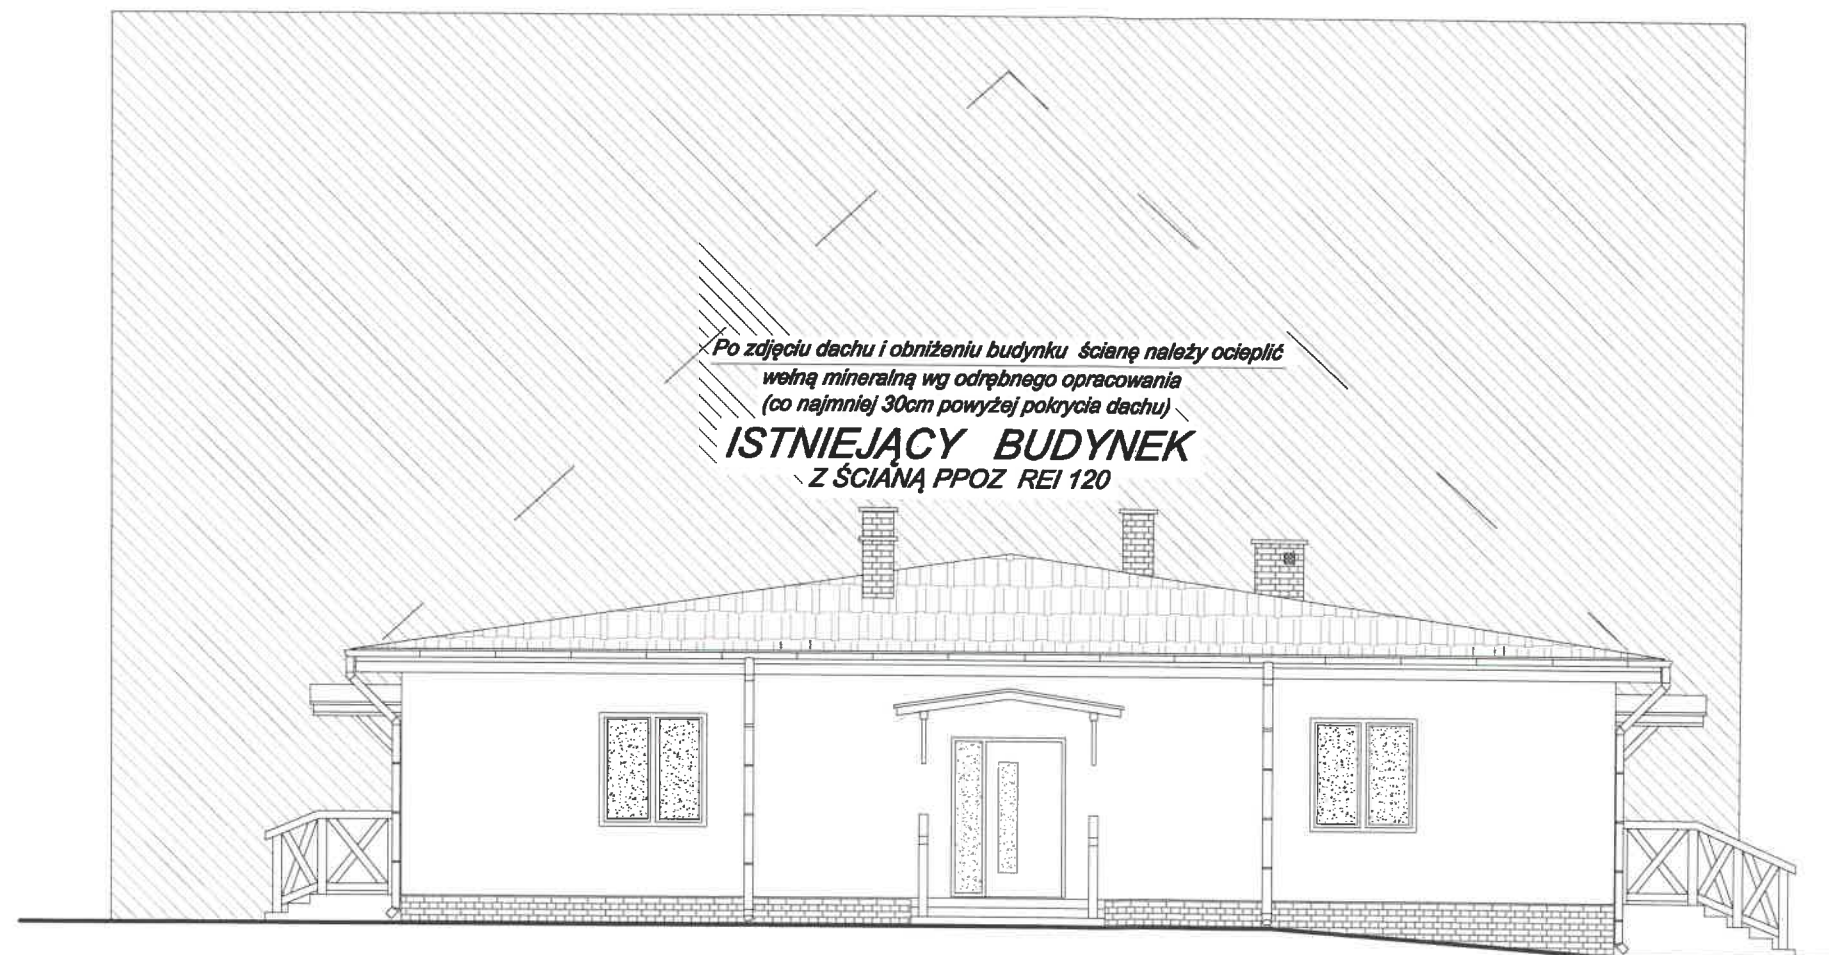 Po zdjęciu dachu i obniżeniu budynku ścianę należy ocieplić
wełną mineralną wg odrębnego opracowania
(co najmniej 30cm powyżej pokrycia dachu)
ISTNIEJĄCY BUDYNEK
Z ŚCIANĄ PPOZ REI 120